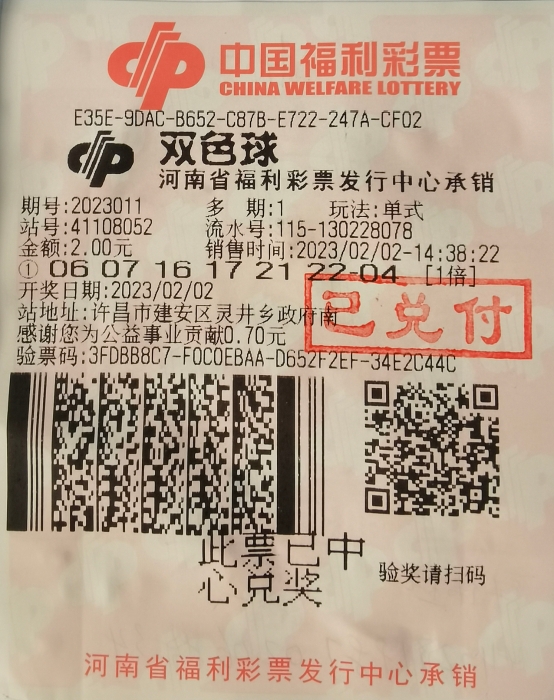 中国福利彩票
CHINA WELFARE LOTTERY
E35E-9DAC-B652-C87B-E722-247A-CF02
双色球
河南省福利彩票发行中心承销
期号:2023011 多 期:1 玩法:单式
站号:41108052 流水号:115-130228078
金额:2.00元 销售时间:2023/02/02-14:38:22
① 06 07 16 17 21 22-04 [1倍]
开奖日期:2023/02/02
站地址:许昌市建安区灵井乡政府南
已兑付
感谢您为公益事业贡献0.70元
验票码:3FDBB8C7-F0C0EBAA-D652F2EF-34E2C44C
此票已中
心兑奖
验奖请扫码
河南省福利彩票发行中心承销